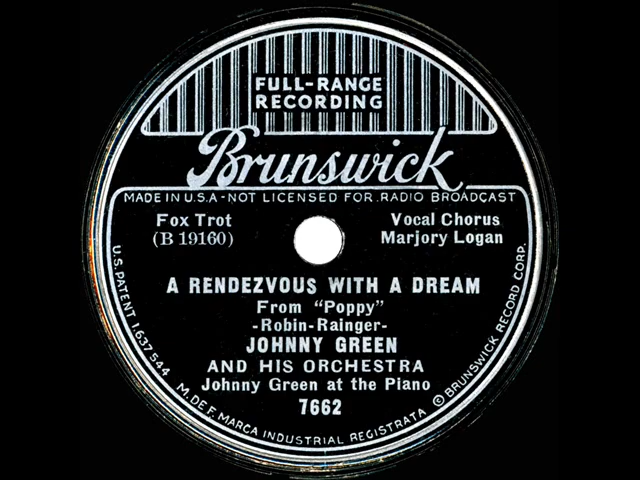 FULL-RANGE
RECORDING
Brunswick
MADE IN U.S.A - NOT LICENSED FOR RADIO BROADCAST
Fox Trot
(B 19160)
Vocal Chorus
Marjory Logan
A RENDEZVOUS WITH A DREAM
From "Poppy"
-Robin-Rainger-
JOHNNY GREEN
AND HIS ORCHESTRA
Johnny Green at the Piano
7662
U.S. PATENT 1.637544
M. DE F. MARCA INDUSTRIAL REGISTRATA
© BRUNSWICK RECORD CORP.